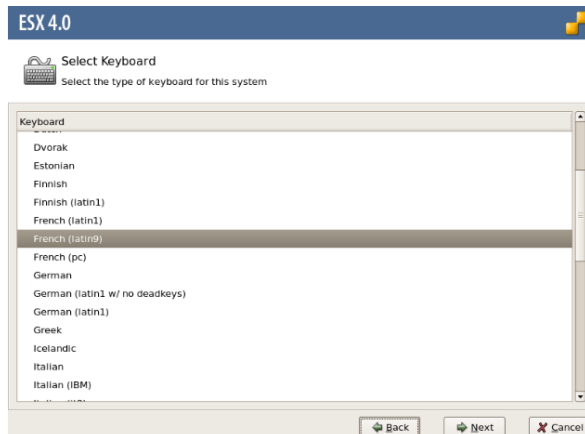 ESX 4.0
Select Keyboard
Select the type of keyboard for this system
Keyboard
Dvorak
Estonian
Finnish
Finnish (latin1)
French (latin1)
French (latin9)
French (pc)
German
German (latin1 w/ no deadkeys)
German (latin1)
Greek
Icelandic
Italian
Italian (IBM)
Back Next Cancel